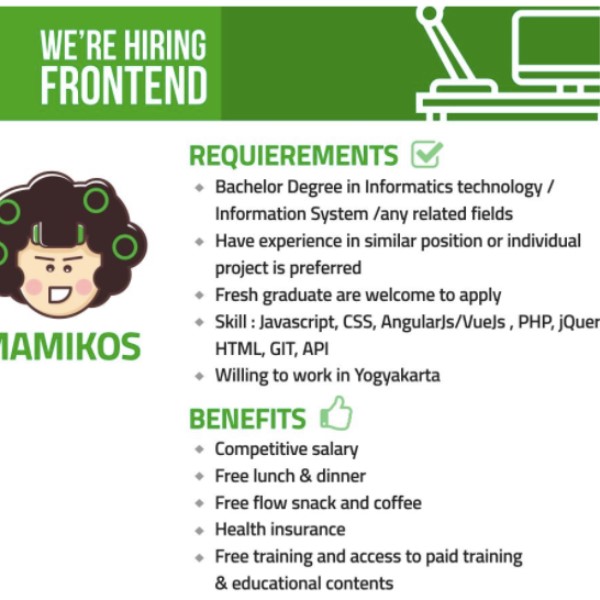 WE'RE HIRING
FRONTEND
REQUIEREMENTS
Bachelor Degree in Informatics technology /
Information System /any related fields
Have experience in similar position or individual
project is preferred
Fresh graduate are welcome to apply
Skill : Javascript, CSS, AngularJs/VueJs , PHP, jQuer
HTML, GIT, API
Willing to work in Yogyakarta
MAMIKOS
BENEFITS
Competitive salary
Free lunch & dinner
Free flow snack and coffee
Health insurance
Free training and access to paid training
& educational contents